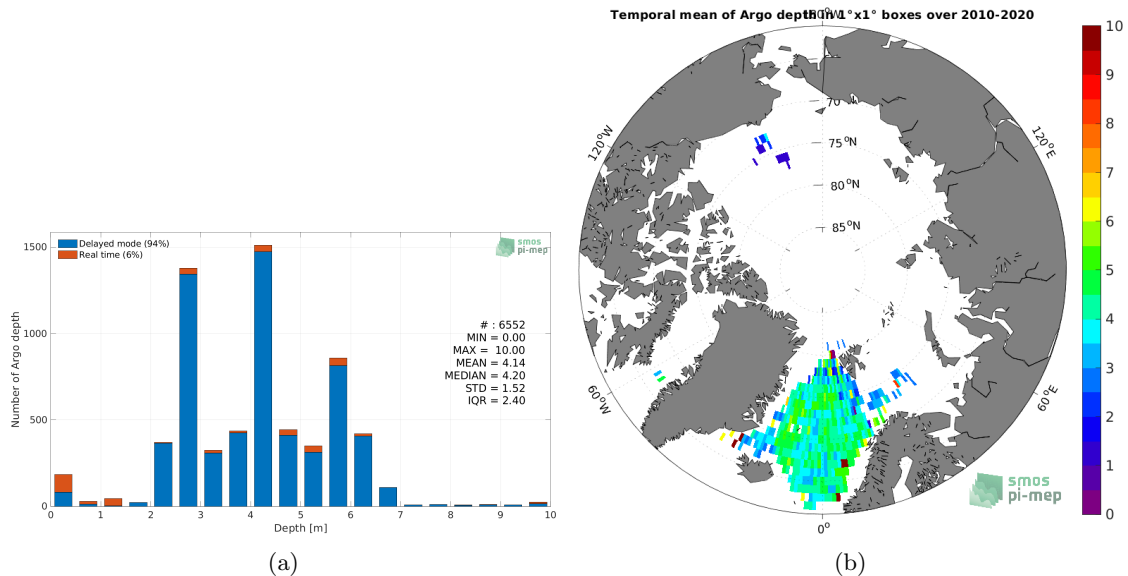 1500
1000
500
0
Number of Argo depth
Delayed mode (94%)
Real time (6%)
smos
pi-mep
# : 6552
MIN = 0.00
MAX = 10.00
MEAN = 4.14
MEDIAN = 4.20
STD = 1.52
IQR = 2.40
0 1 2 3 4 5 6 7 8 9 10
Depth [m]
(a)
Temporal mean of Argo depth in 1°x1° boxes over 2010-2020
180°W
120°W
120°E
60°W
60°E
0°
70°N
75°N
80°N
85°N
smos
pi-mep
10
9
8
7
6
5
4
3
2
1
0
(b)